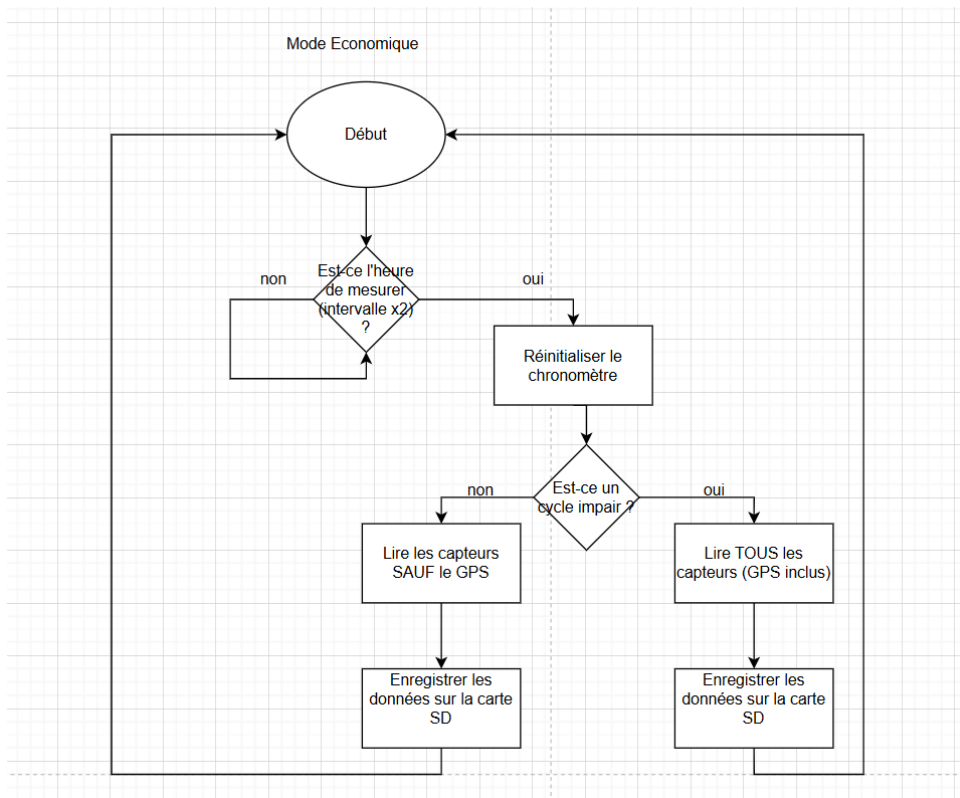 Mode Economique
Début
non
Est-ce l'heure
de mesurer
(intervalle x2)
?
oui
Réinitialiser le
chronomètre
non
Est-ce un
cycle impair ?
oui
Lire les capteurs
SAUF le GPS
Lire TOUS les
capteurs (GPS inclus)
Enregistrer les
données sur la carte
SD
Enregistrer les
données sur la carte
SD